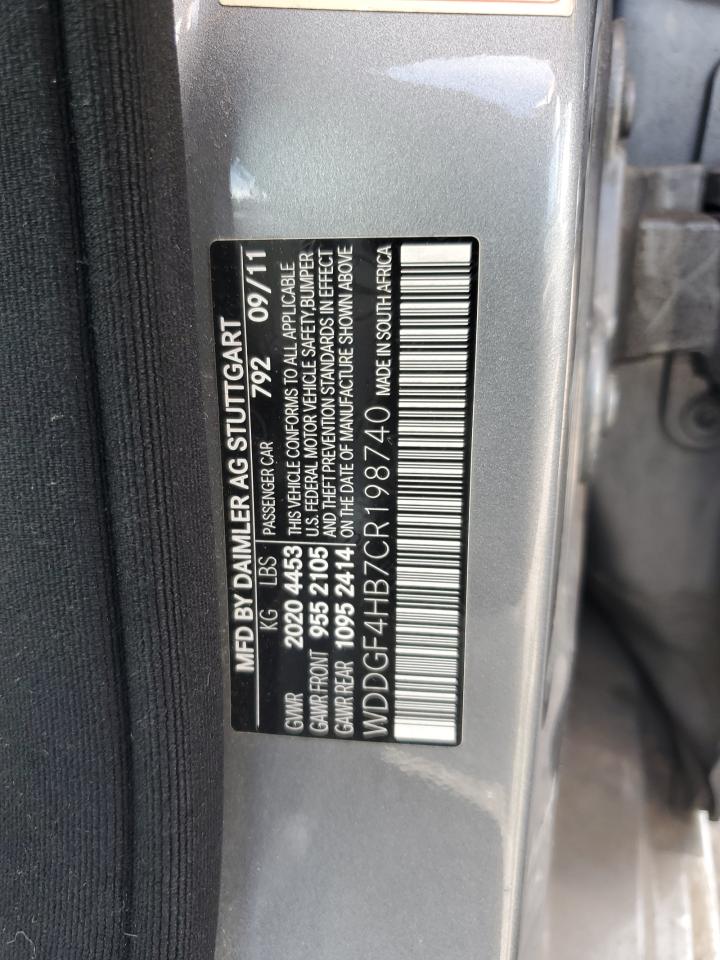 MFD BY DAIMLER AG STUTTGART
KG LBS PASSENGER CAR 792 09/11
GVWR 2020 4453 THIS VEHICLE CONFORMS TO ALL APPLICABLE
GAWR FRONT 955 2105 U.S. FEDERAL MOTOR VEHICLE SAFETY,BUMPER
AND THEFT PREVENTION STANDARDS IN EFFECT
GAWR REAR 1095 2414 ON THE DATE OF MANUFACTURE SHOWN ABOVE
WDDGF4HB7CR198740 MADE IN SOUTH AFRICA